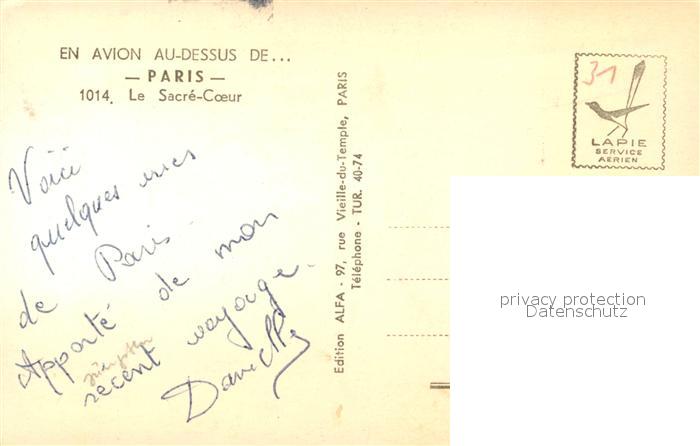 EN AVION AU-DESSUS DE...
— PARIS —
1014. Le Sacré-Cœur
Voici
quelques unes
de Paris
Apporté de mon
récent voyage.
Danielle
Edition ALFA - 97, rue Vieille-du-Temple, PARIS
Téléphone - TUR. 40-74
31
LAPIE
SERVICE
AERIEN
privacy protection
Datenschutz